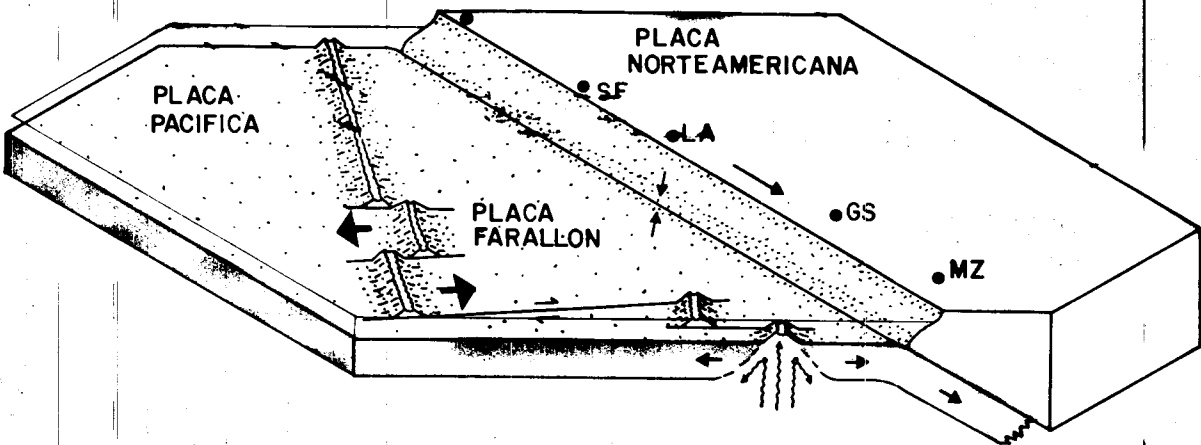 PLACA
NORTEAMERICANA
SF
PLACA
PACIFICA
LA
PLACA
FARALLON
GS
MZ